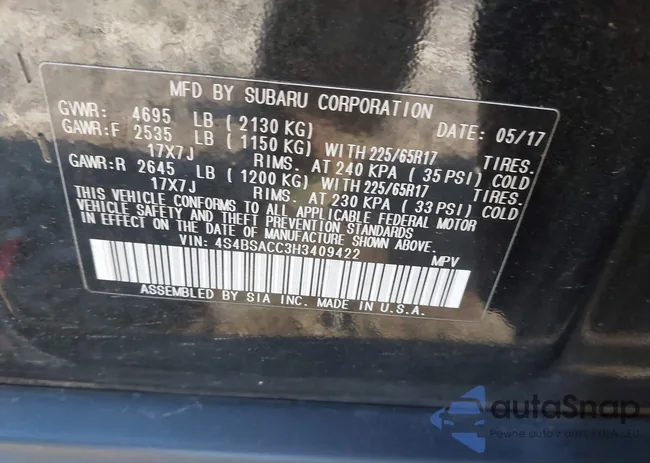 MFD BY SUBARU CORPORATION
GVWR: 4695 LB ( 2130 KG) DATE: 05/17
GAWR:F 2535 LB ( 1150 KG) WITH 225/65R17 TIRES.
17X7J RIMS. AT 240 KPA ( 35 PSI) COLD
GAWR:R 2645 LB ( 1200 KG) WITH 225/65R17 TIRES.
17X7J RIMS. AT 230 KPA ( 33 PSI) COLD
THIS VEHICLE CONFORMS TO ALL APPLICABLE FEDERAL MOTOR
VEHICLE SAFETY AND THEFT PREVENTION STANDARDS
IN EFFECT ON THE DATE OF MANUFACTURE SHOWN ABOVE.
VIN: 4S4BSACC3H3409422 MPV
ASSEMBLED BY SIA INC. MADE IN U.S.A.
autoSnap
Pewne auto z